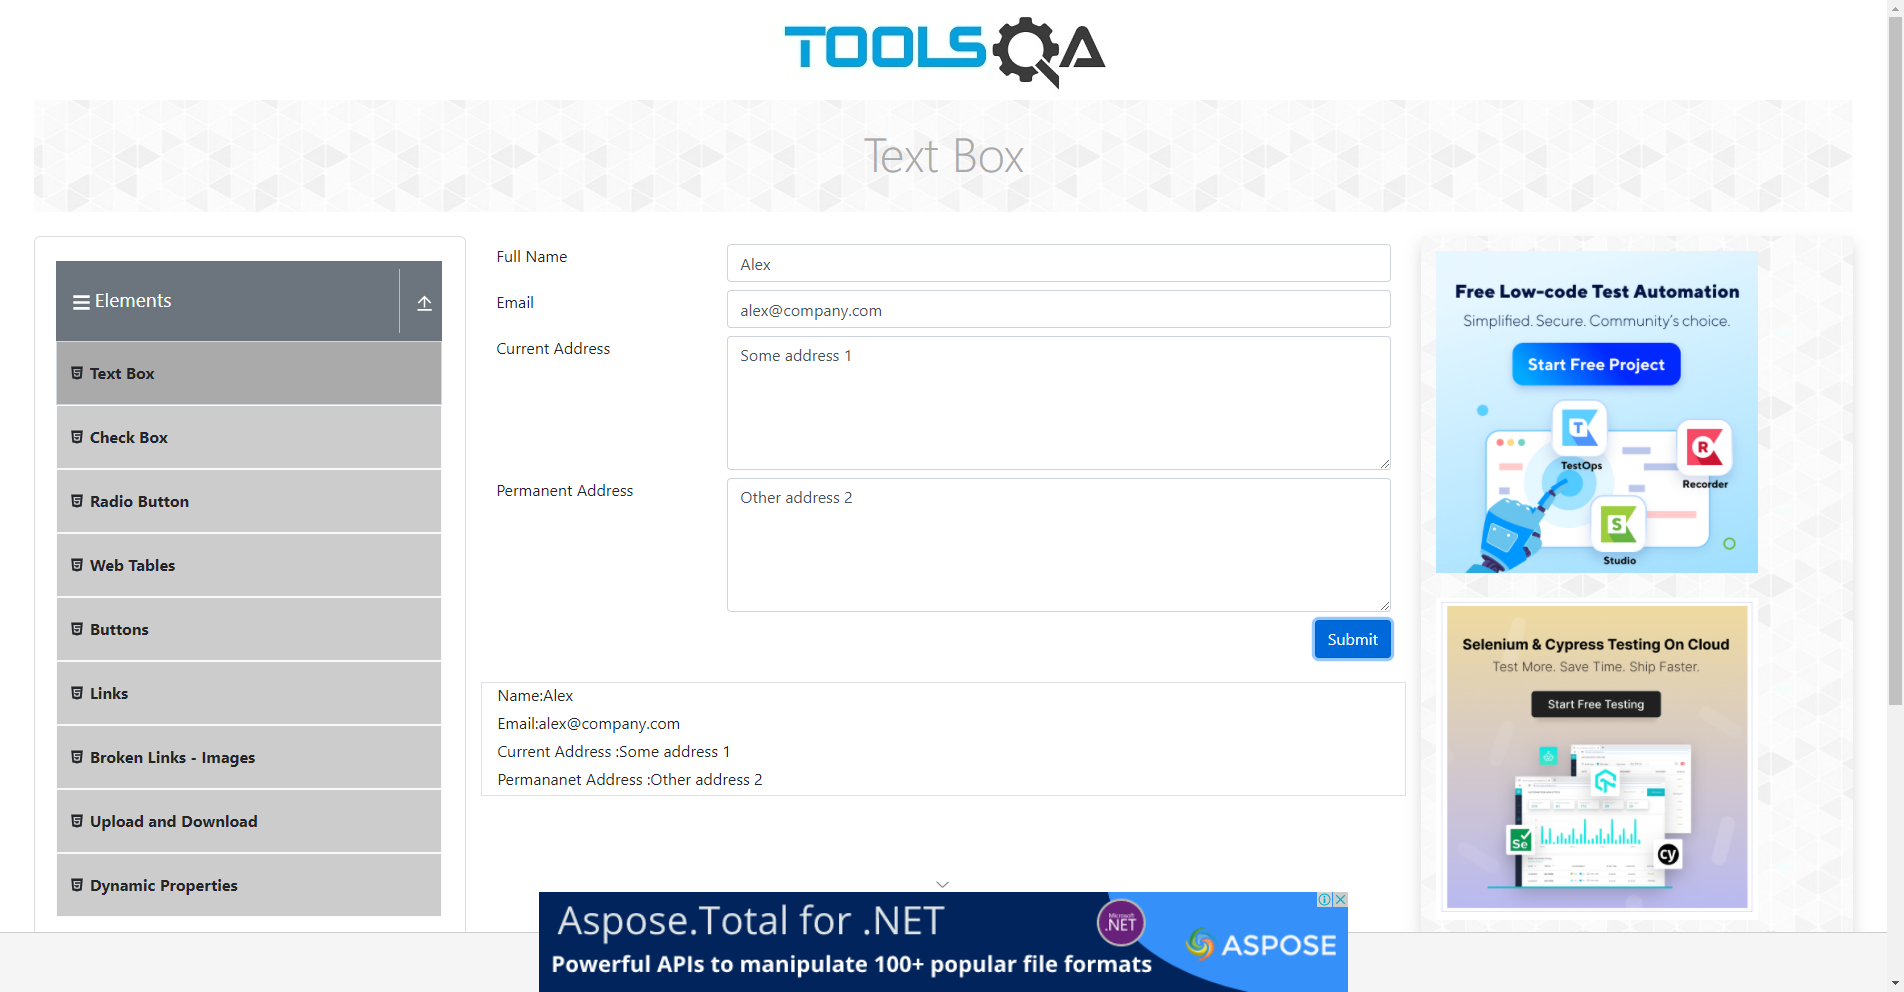 TOOLSQA
Text Box
Elements
Text Box
Check Box
Radio Button
Web Tables
Buttons
Links
Broken Links - Images
Upload and Download
Dynamic Properties
Full Name
Alex
Email
alex@company.com
Current Address
Some address 1
Permanent Address
Other address 2
Submit
Name:Alex
Email:alex@company.com
Current Address :Some address 1
Permananet Address :Other address 2
Free Low-code Test Automation
Simplified. Secure. Community's choice.
Start Free Project
T
TestOps
R
Recorder
S
Studio
Selenium & Cypress Testing On Cloud
Test More. Save Time. Ship Faster.
Start Free Testing
Se
cy
Aspose.Total for .NET
Powerful APIs to manipulate 100+ popular file formats
Microsoft
.NET
ASPOSE